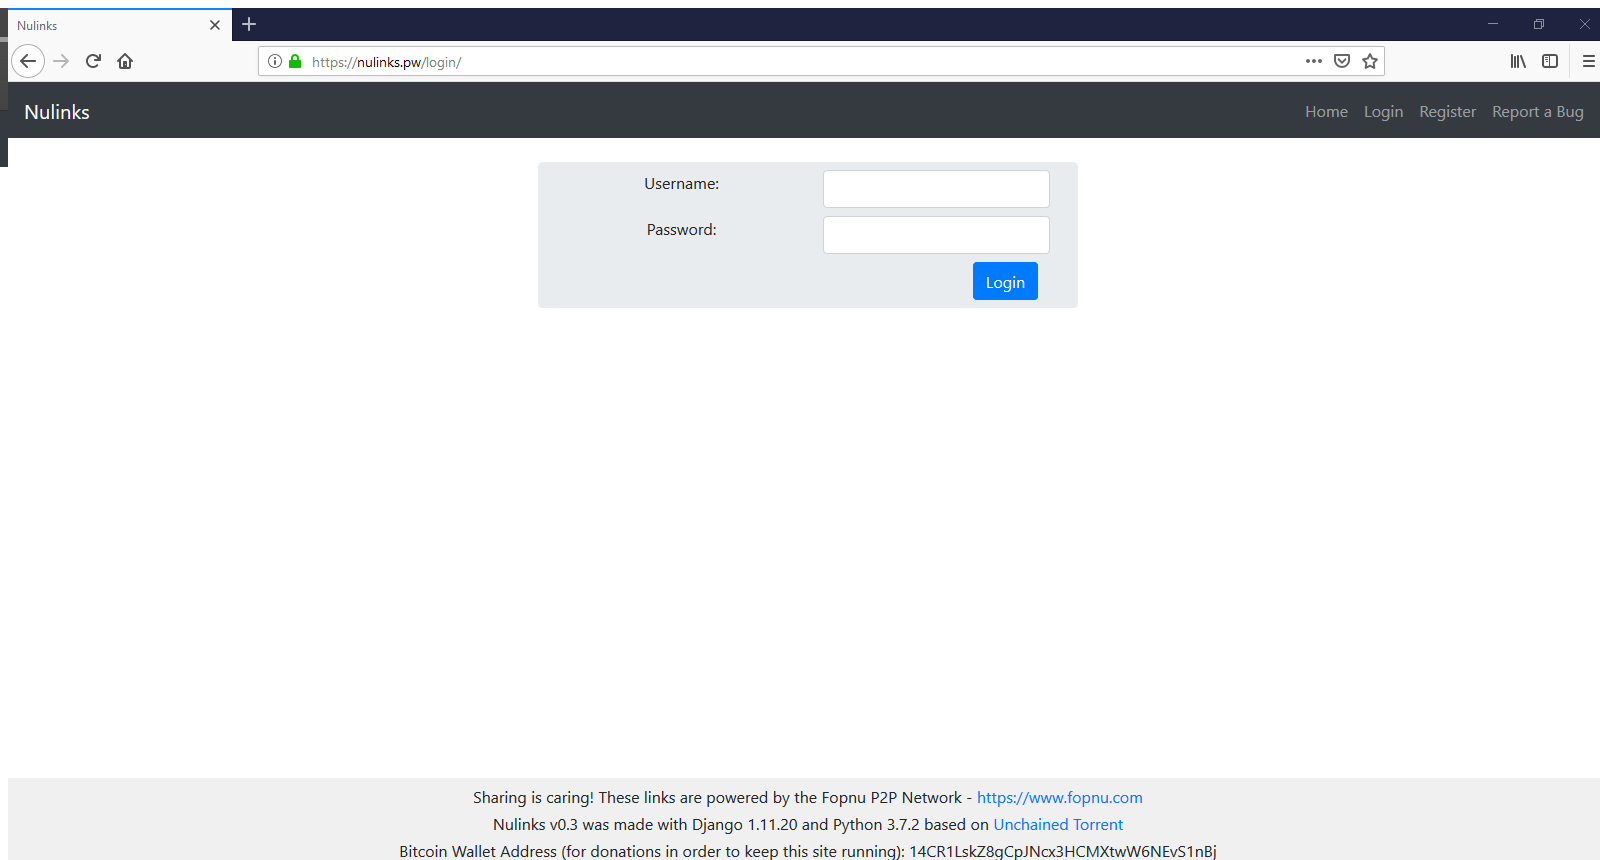 Nulinks
https://nulinks.pw/login/
Nulinks Home Login Register Report a Bug
Username:
Password:
Login
Sharing is caring! These links are powered by the Fopnu P2P Network - https://www.fopnu.com
Nulinks v0.3 was made with Django 1.11.20 and Python 3.7.2 based on Unchained Torrent
Bitcoin Wallet Address (for donations in order to keep this site running): 14CR1LskZ8gCpJNcx3HCMXtwW6NEvS1nBj